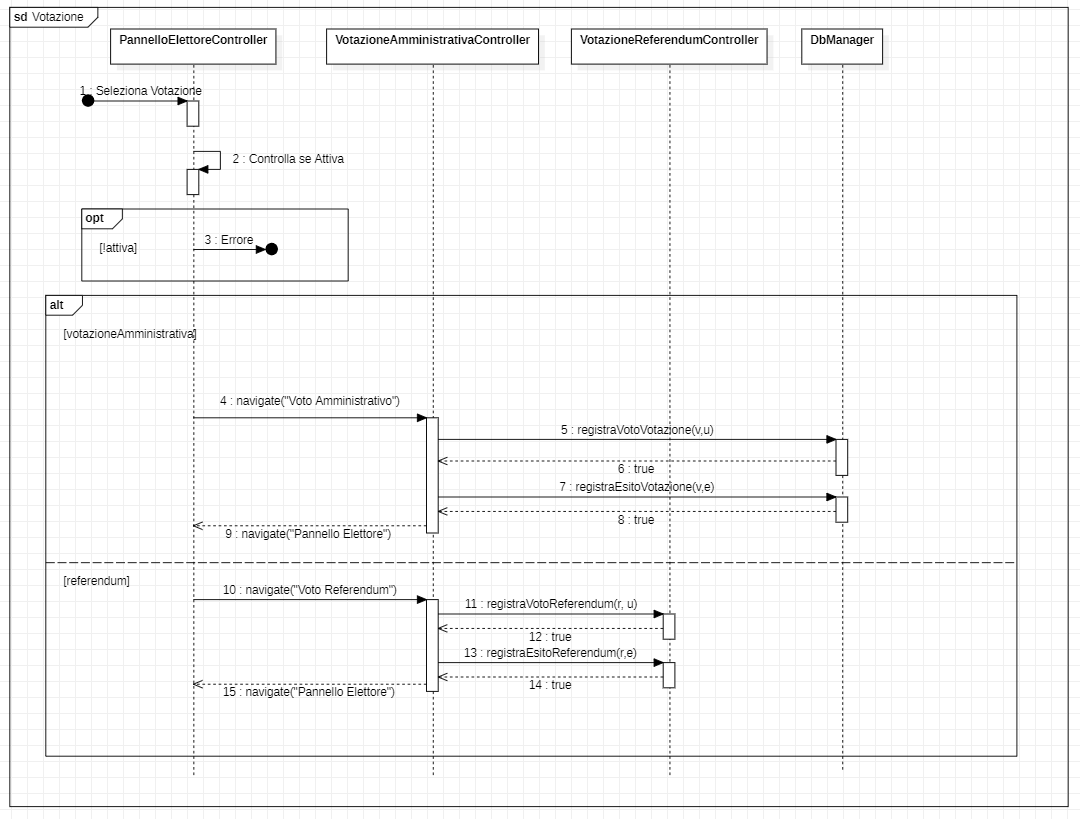 sd Votazione
PannelloElettoreController
VotazioneAmministrativaController
VotazioneReferendumController
DbManager
1 : Seleziona Votazione
2 : Controlla se Attiva
opt
3 : Errore
[!attiva]
alt
[votazioneAmministrativa]
4 : navigate("Voto Amministrativo")
5 : registraVotoVotazione(v,u)
6 : true
7 : registraEsitoVotazione(v,e)
8 : true
9 : navigate("Pannello Elettore")
[referendum]
10 : navigate("Voto Referendum")
11 : registraVotoReferendum(r, u)
12 : true
13 : registraEsitoReferendum(r,e)
14 : true
15 : navigate("Pannello Elettore")